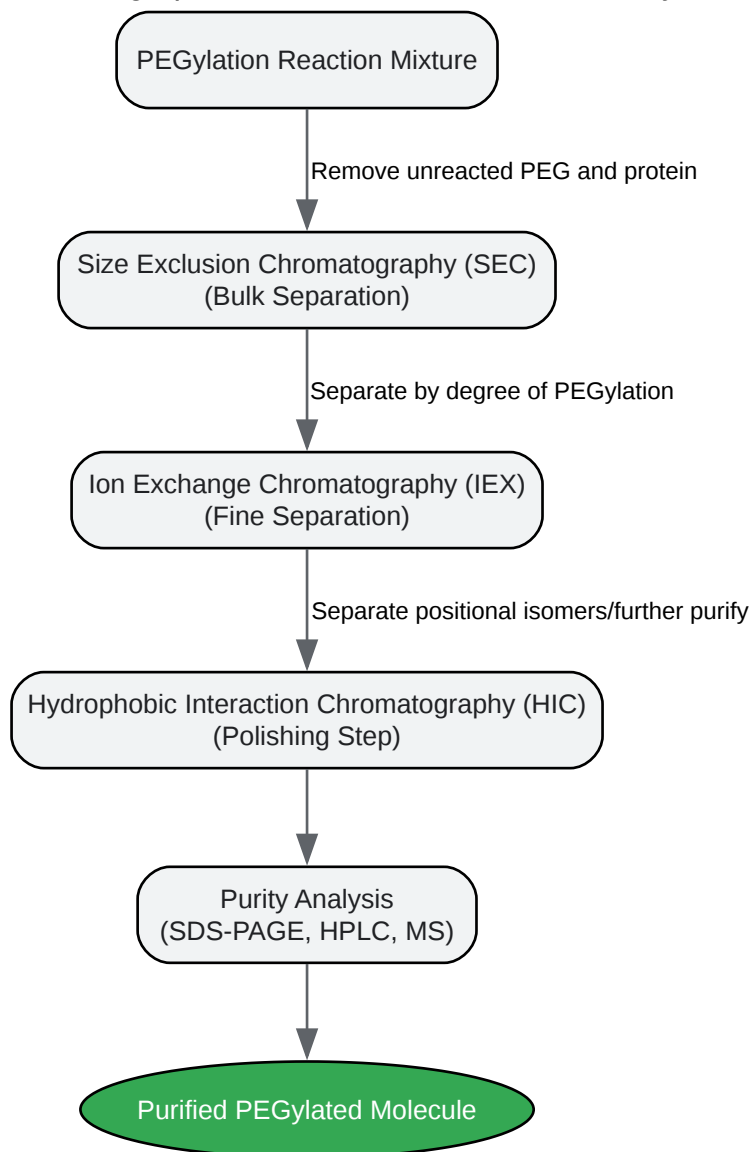 PEGylation Reaction Mixture
Remove unreacted PEG and protein
Size Exclusion Chromatography (SEC)
(Bulk Separation)
Separate by degree of PEGylation
Ion Exchange Chromatography (IEX)
(Fine Separation)
Separate positional isomers/further purify
Hydrophobic Interaction Chromatography (HIC)
(Polishing Step)
Purity Analysis
(SDS-PAGE, HPLC, MS)
Purified PEGylated Molecule